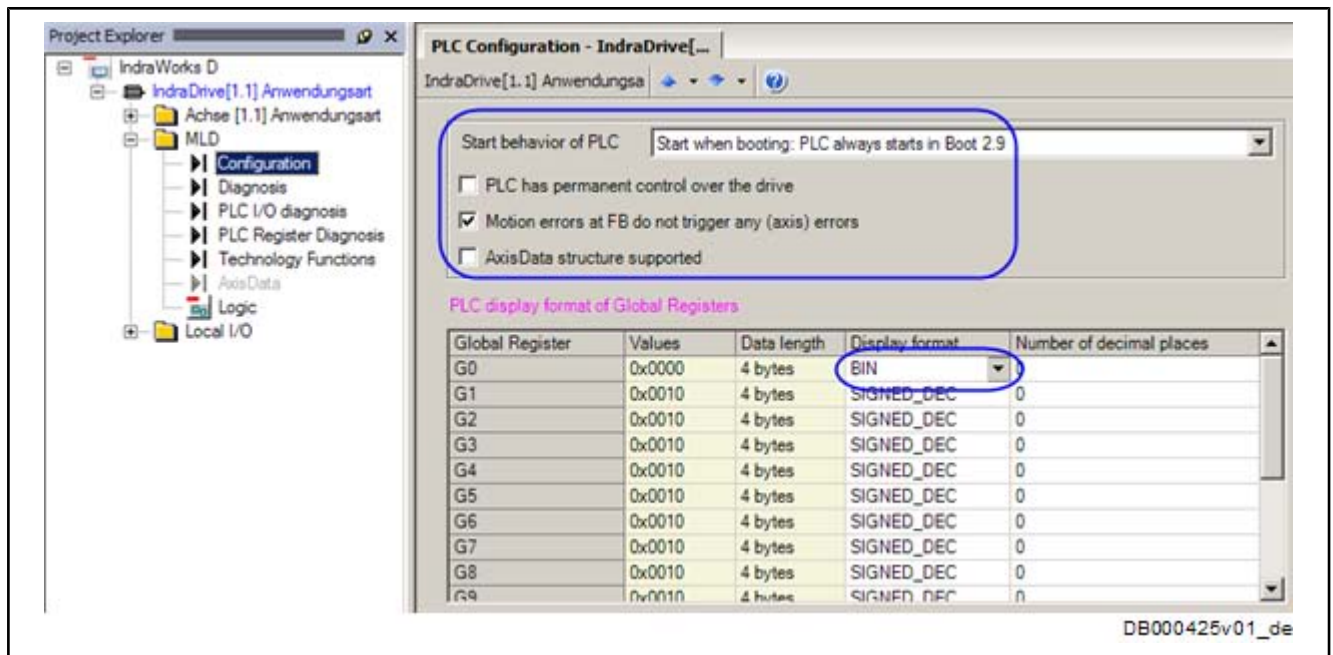 Project Explorer
IndraWorks D
IndraDrive[1.1] Anwendungsart
Achse [1.1] Anwendungsart
MLD
Configuration
Diagnosis
PLC I/O diagnosis
PLC Register Diagnosis
Technology Functions
AxisData
Logic
Local I/O
PLC Configuration - IndraDrive[...
IndraDrive[1.1] Anwendungsa
Start behavior of PLC Start when booting: PLC always starts in Boot 2.9
PLC has permanent control over the drive
Motion errors at FB do not trigger any (axis) errors
AxisData structure supported
PLC display format of Global Registers
Global Register Values Data length Display format Number of decimal places
G0 0x0000 4 bytes BIN
G1 0x0010 4 bytes SIGNED_DEC 0
G2 0x0010 4 bytes SIGNED_DEC 0
G3 0x0010 4 bytes SIGNED_DEC 0
G4 0x0010 4 bytes SIGNED_DEC 0
G5 0x0010 4 bytes SIGNED_DEC 0
G6 0x0010 4 bytes SIGNED_DEC 0
G7 0x0010 4 bytes SIGNED_DEC 0
G8 0x0010 4 bytes SIGNED_DEC 0
G9 0x0010 4 bytes SIGNED_DEC 0
DB000425v01_de